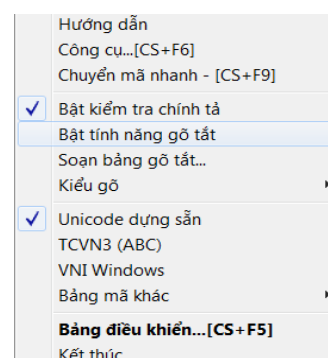 Hướng dẫn
Công cụ...[CS+F6]
Chuyển mã nhanh - [CS+F9]
Bật kiểm tra chính tả
Bật tính năng gõ tắt
Soạn bảng gõ tắt...
Kiểu gõ
Unicode dựng sẵn
TCVN3 (ABC)
VNI Windows
Bảng mã khác
Bảng điều khiển...[CS+F5]
Kết thúc